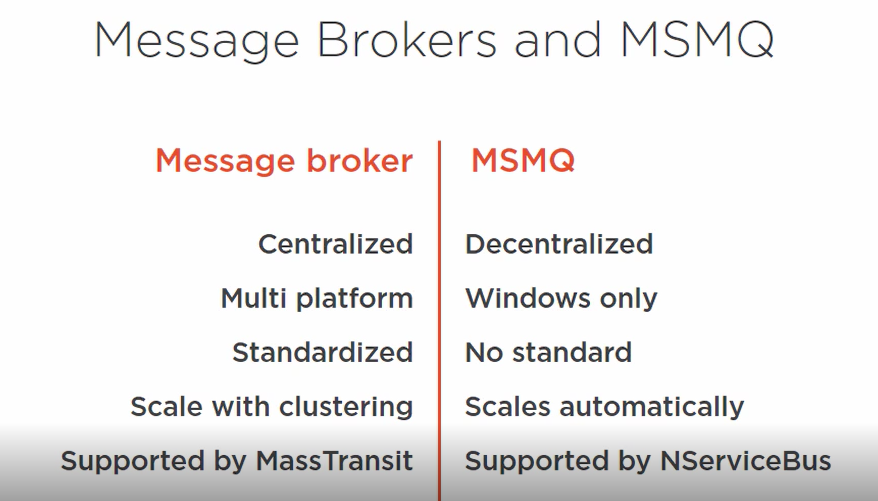 Message Brokers and MSMQ
Message broker
MSMQ
Centralized
Decentralized
Multi platform
Windows only
Standardized
No standard
Scale with clustering
Scales automatically
Supported by MassTransit
Supported by NServiceBus